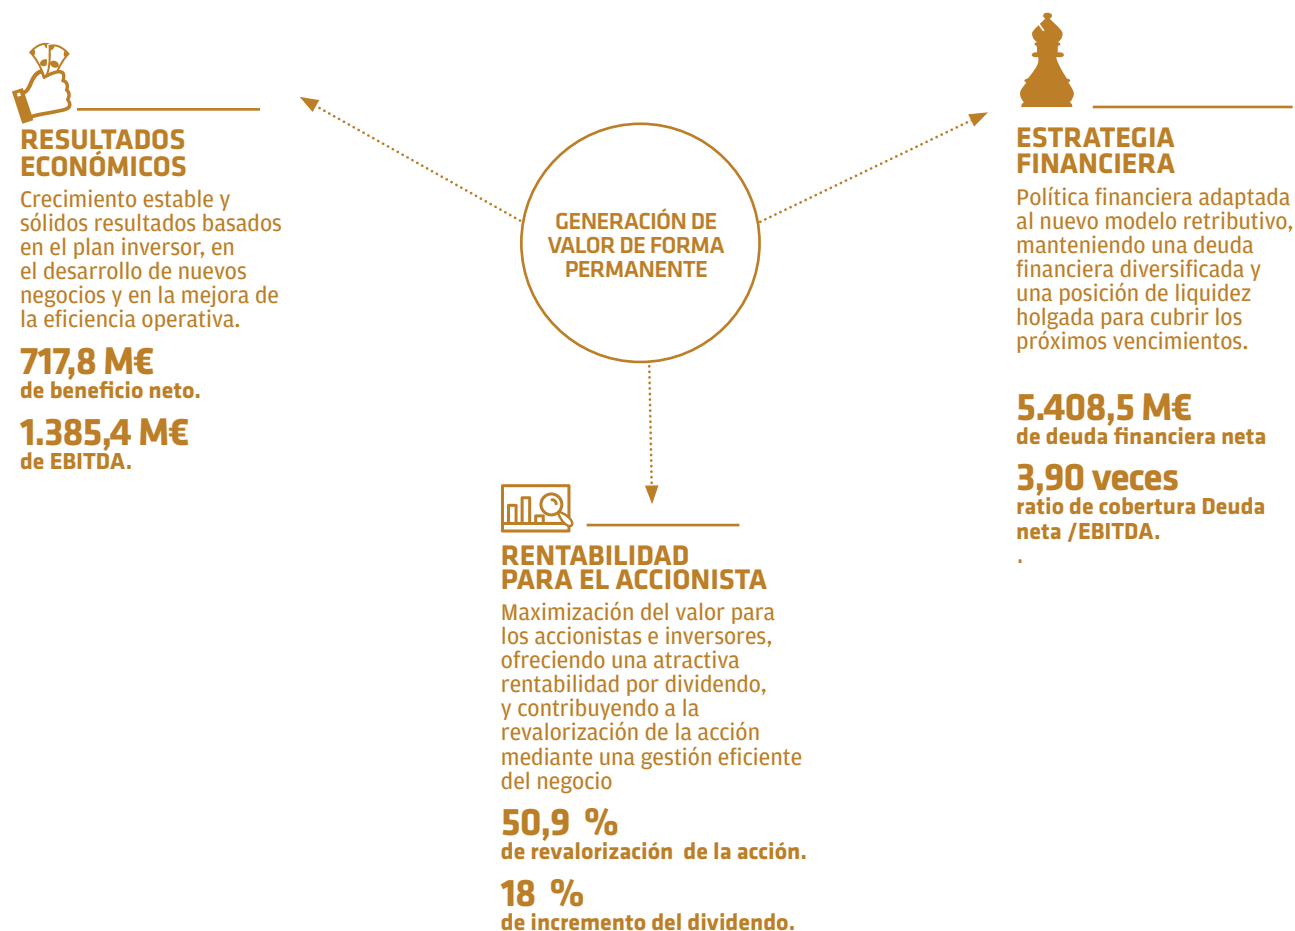 RESULTADOS
ECONÓMICOS
Crecimiento estable y
sólidos resultados basados
en el plan inversor, en
el desarrollo de nuevos
negocios y en la mejora de
la eficiencia operativa.
717,8 M€
de beneficio neto.
1.385,4 M€
de EBITDA.
GENERACIÓN DE
VALOR DE FORMA
PERMANENTE
ESTRATEGIA
FINANCIERA
Política financiera adaptada
al nuevo modelo retributivo,
manteniendo una deuda
financiera diversificada y
una posición de liquidez
holgada para cubrir los
próximos vencimientos.
5.408,5 M€
de deuda financiera neta
3,90 veces
ratio de cobertura Deuda
neta /EBITDA.
.
RENTABILIDAD
PARA EL ACCIONISTA
Maximización del valor para
los accionistas e inversores,
ofreciendo una atractiva
rentabilidad por dividendo,
y contribuyendo a la
revalorización de la acción
mediante una gestión eficiente
del negocio
50,9 %
de revalorización de la acción.
18 %
de incremento del dividendo.